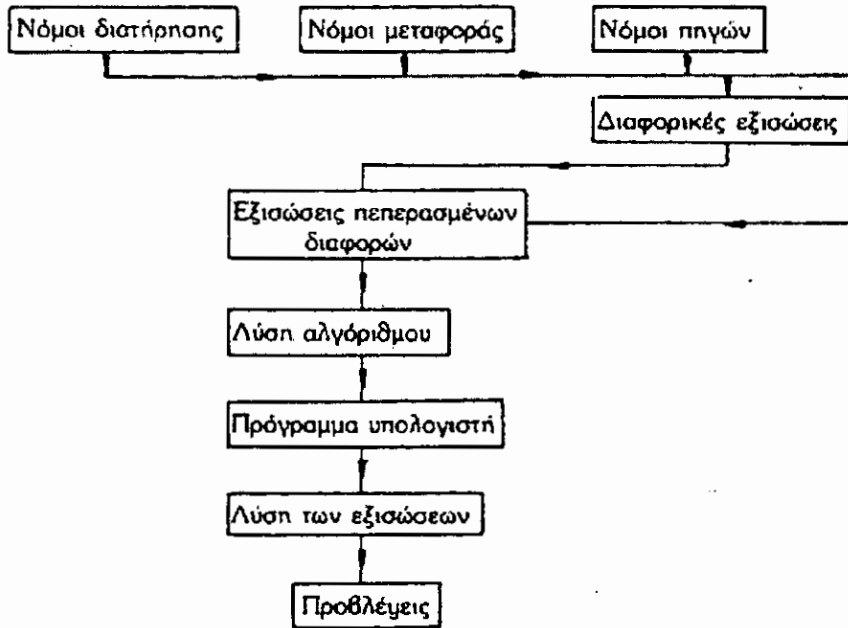 Νόμοι διατήρησης
Νόμοι μεταφοράς
Νόμοι πηγών
Διαφορικές εξισώσεις
Εξισώσεις πεπερασμένων
διαφορών
Λύση αλγόριθμου
Πρόγραμμα υπολογιστή
Λύση των εξισώσεων
Προβλέψεις